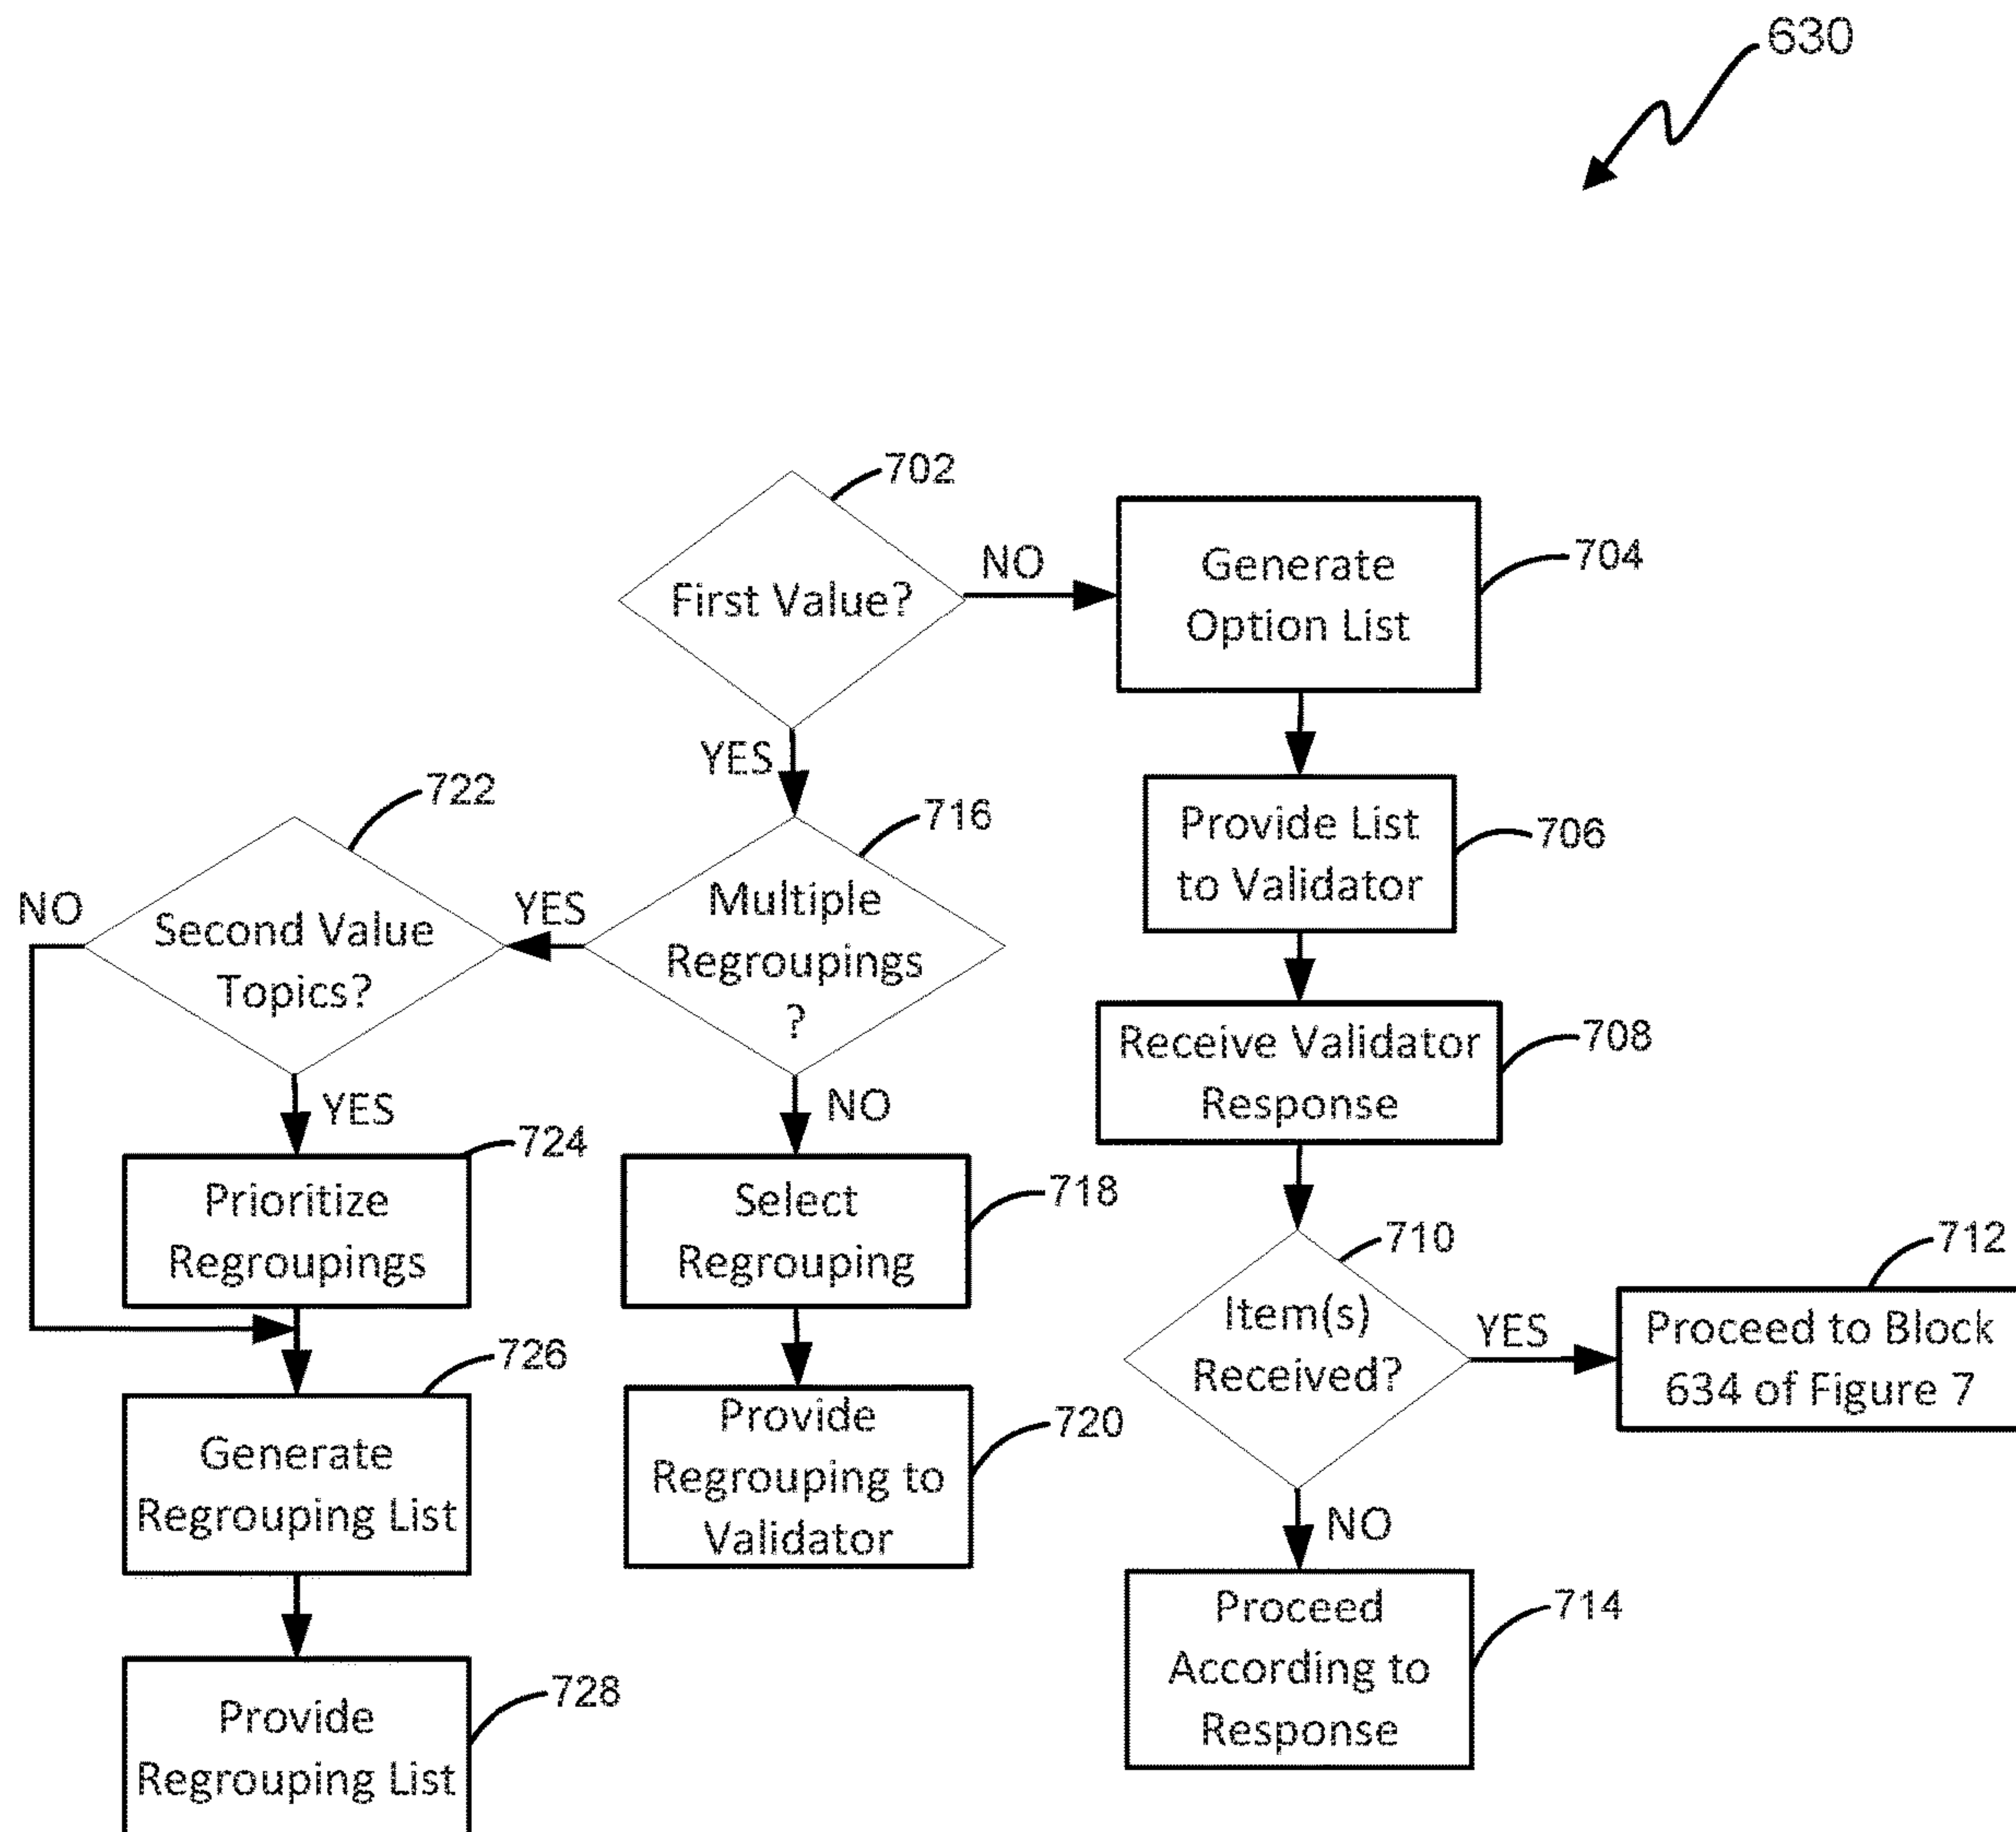 630
702
First Value?
NO
Generate
Option List
704
YES
Provide List
to Validator
706
722
716
NO
Second Value
Topics?
YES
Multiple
Regroupings
?
Receive Validator
Response
708
YES
724
NO
Prioritize
Regroupings
Select
Regrouping
718
710
Item(s)
Received?
YES
712
Proceed to Block
634 of Figure 7
726
Generate
Regrouping List
Provide
Regrouping to
Validator
720
NO
Proceed
According to
Response
714
Provide
Regrouping List
728